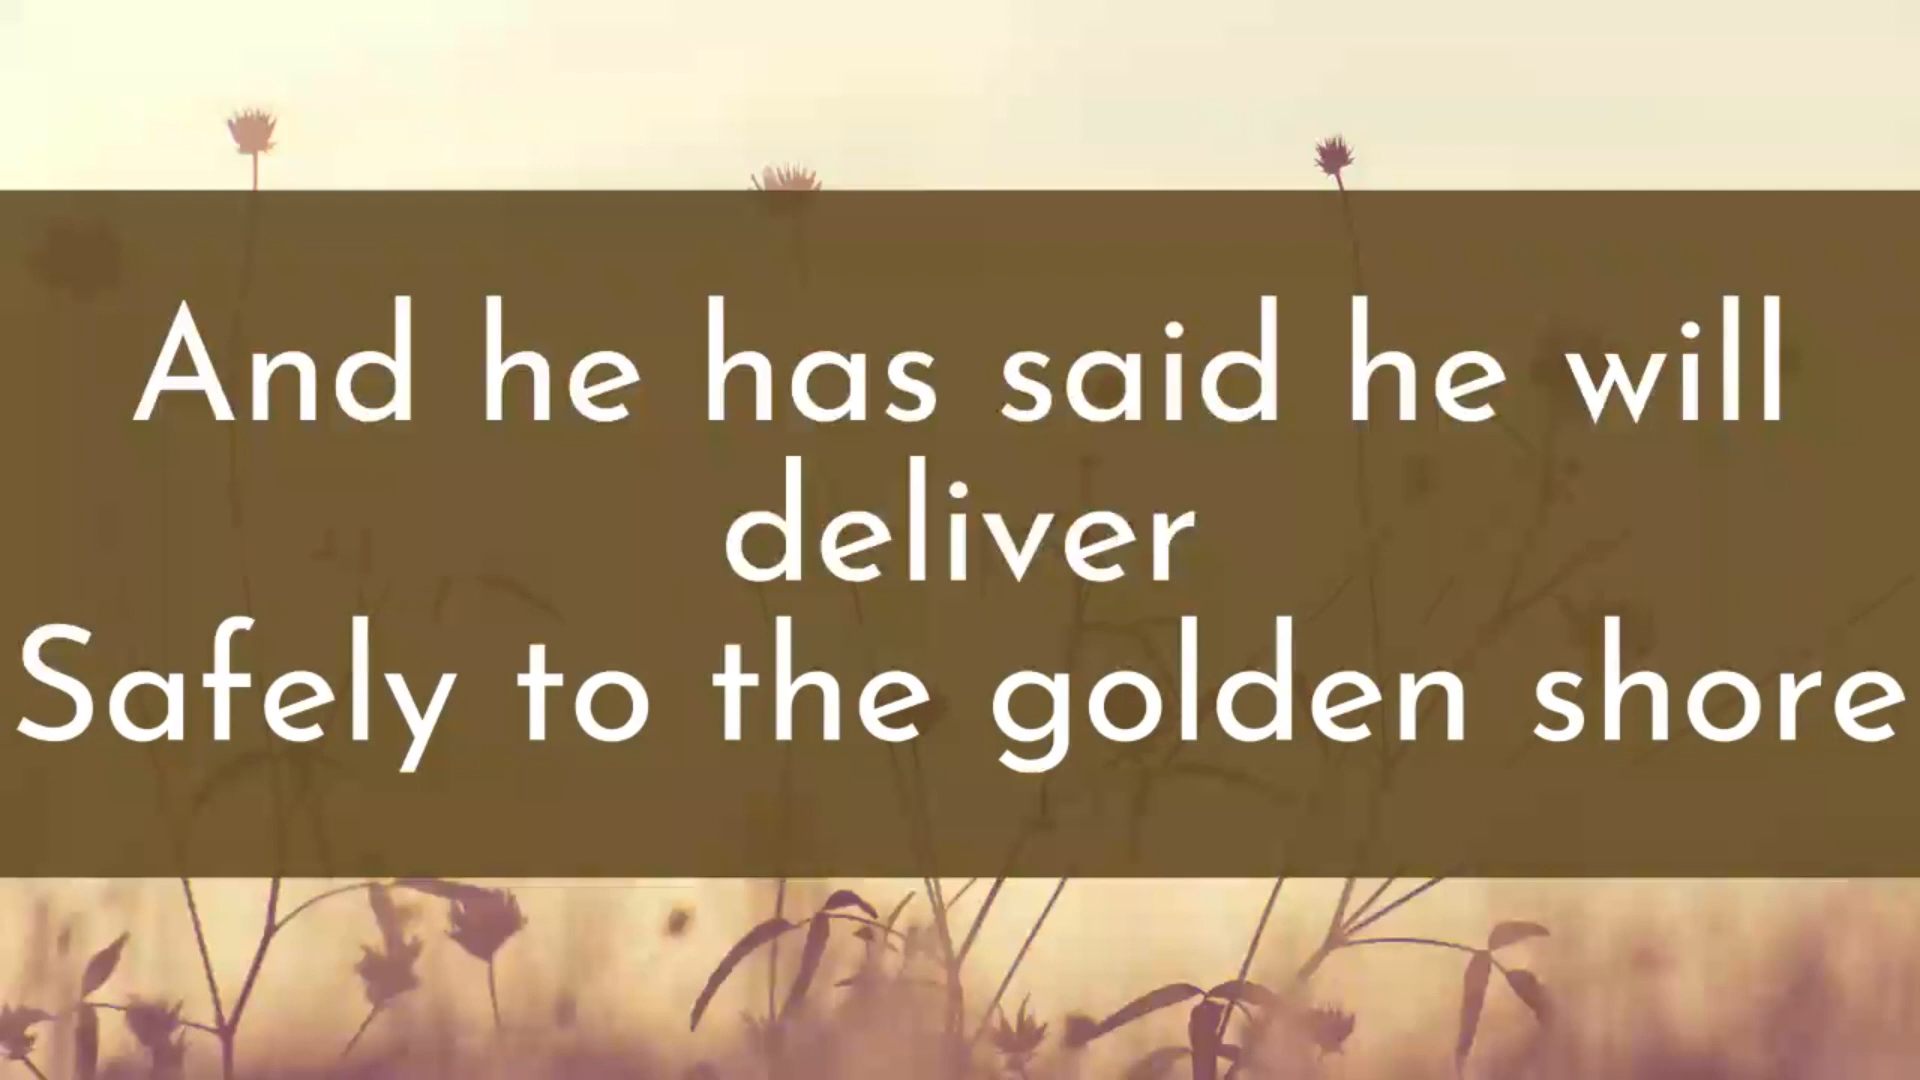 And he has said he will
deliver
Safely to the golden shore